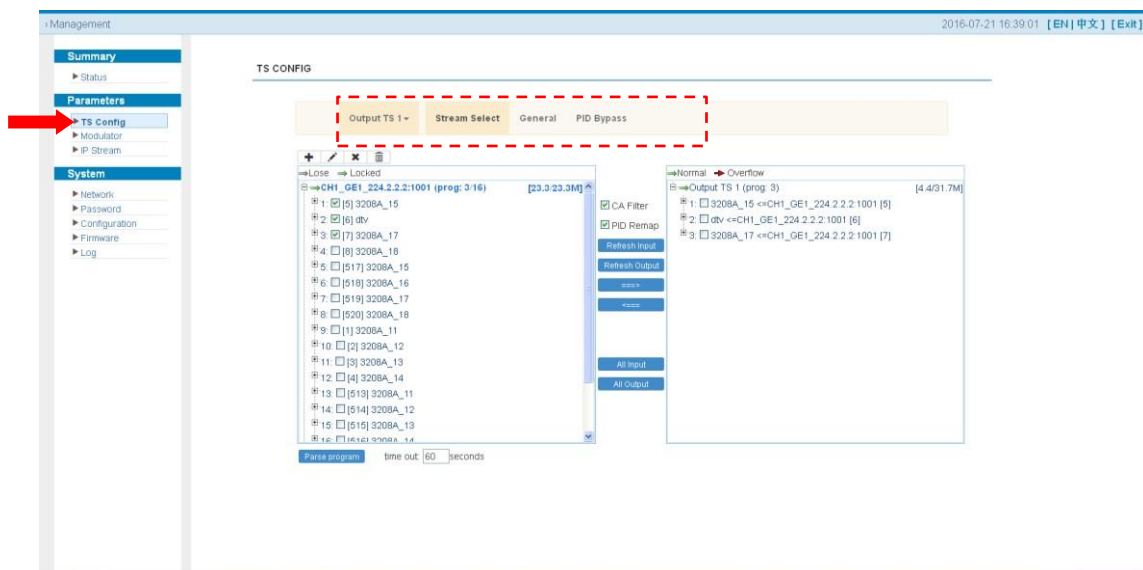 Management
2016-07-21 16:39:01 [EN|中文] [Exit]
Summary
Status
Parameters
TS Config
Modulator
IP Stream
System
Network
Password
Configuration
Firmware
Log
TS CONFIG
Output TS 1 Stream Select General PID Bypass
Lose Locked
CH1_GE1_224.2.2.2:1001 (prog: 3/16) [23.3/23.3M]
1: [5] 3208A_15
2: [6] dtv
3: [7] 3208A_17
4: [8] 3208A_18
5: [517] 3208A_15
6: [518] 3208A_16
7: [519] 3208A_17
8: [520] 3208A_18
9: [1] 3208A_11
10: [2] 3208A_12
11: [3] 3208A_13
12: [4] 3208A_14
13: [513] 3208A_11
14: [514] 3208A_12
15: [515] 3208A_13
16: [516] 3208A_14
CA Filter
PID Remap
Refresh Input
Refresh Output
===>
<===
All Input
All Output
Normal Overflow
Output TS 1 (prog: 3) [4.4/31.7M]
1: 3208A_15 <=CH1_GE1_224.2.2.2:1001 [5]
2: dtv <=CH1_GE1_224.2.2.2:1001 [6]
3: 3208A_17 <=CH1_GE1_224.2.2.2:1001 [7]
Parse program time out: 60 seconds